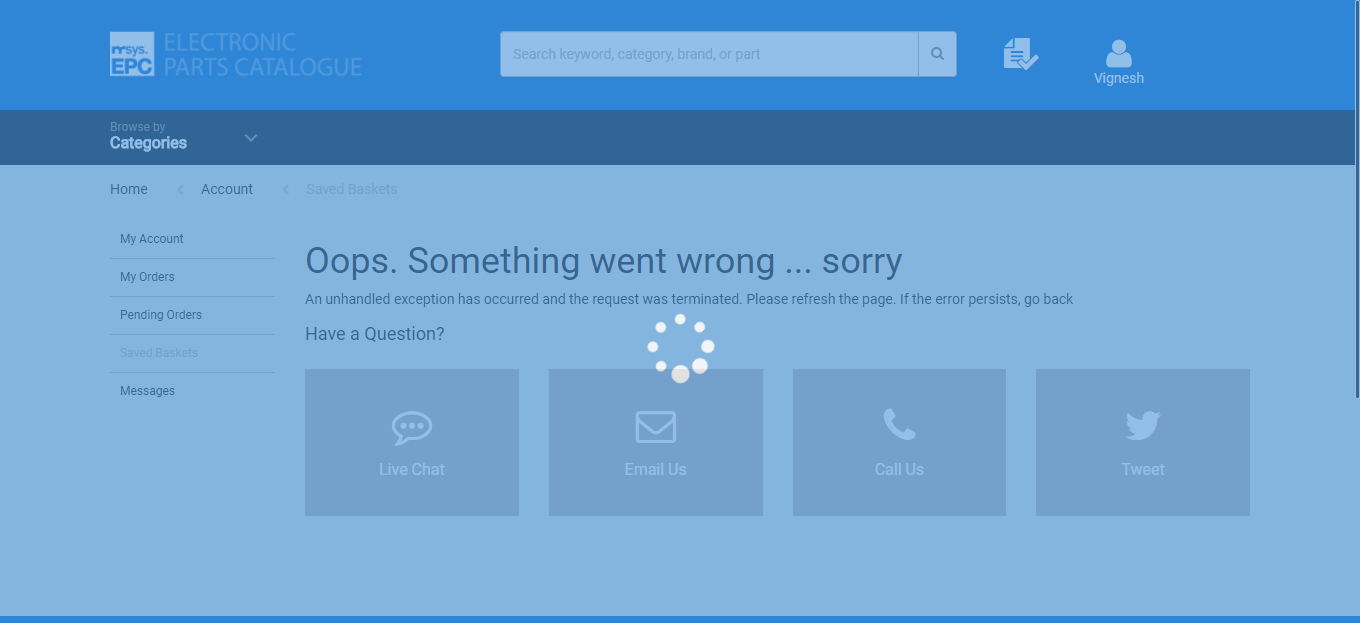 msys.
EPC
ELECTRONIC
PARTS CATALOGUE
Search keyword, category, brand, or part
Vignesh
Browse by
Categories
Home
Account
Saved Baskets
My Account
My Orders
Pending Orders
Saved Baskets
Messages
Oops. Something went wrong ... sorry
An unhandled exception has occurred and the request was terminated. Please refresh the page. If the error persists, go back
Have a Question?
Live Chat
Email Us
Call Us
Tweet